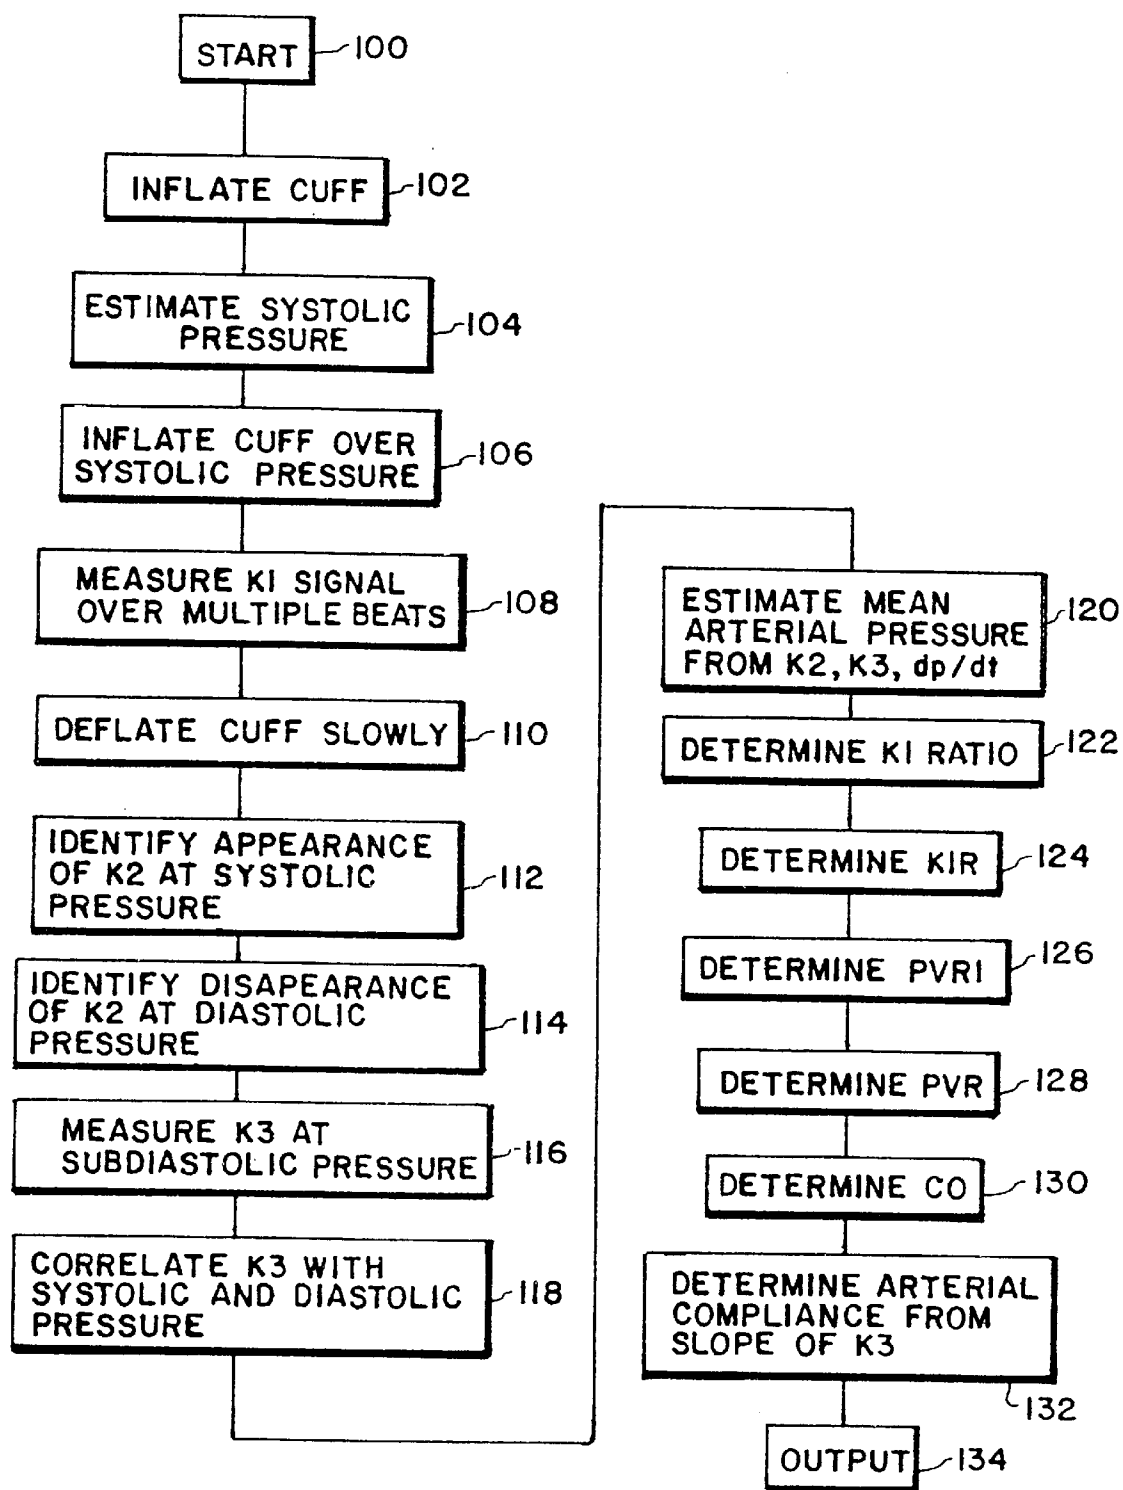 START
100
INFLATE CUFF
102
ESTIMATE SYSTOLIC
PRESSURE
104
INFLATE CUFF OVER
SYSTOLIC PRESSURE
106
MEASURE K1 SIGNAL
OVER MULTIPLE BEATS
108
DEFLATE CUFF SLOWLY
110
IDENTIFY APPEARANCE
OF K2 AT SYSTOLIC
PRESSURE
112
IDENTIFY DISAPEARANCE
OF K2 AT DIASTOLIC
PRESSURE
114
MEASURE K3 AT
SUBDIASTOLIC PRESSURE
116
CORRELATE K3 WITH
SYSTOLIC AND DIASTOLIC
PRESSURE
118
ESTIMATE MEAN
ARTERIAL PRESSURE
FROM K2, K3, dp/dt
120
DETERMINE K1 RATIO
122
DETERMINE K1R
124
DETERMINE PVRI
126
DETERMINE PVR
128
DETERMINE CO
130
DETERMINE ARTERIAL
COMPLIANCE FROM
SLOPE OF K3
132
OUTPUT
134